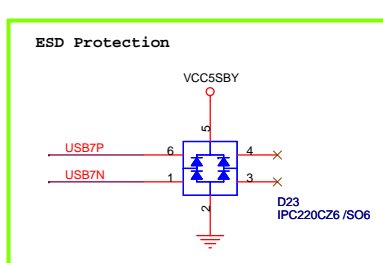 ESD Protection
VCC5SBY
5
USB7P
6
4
USB7N
1
3
2
D23
IPC220CZ6 /SO6